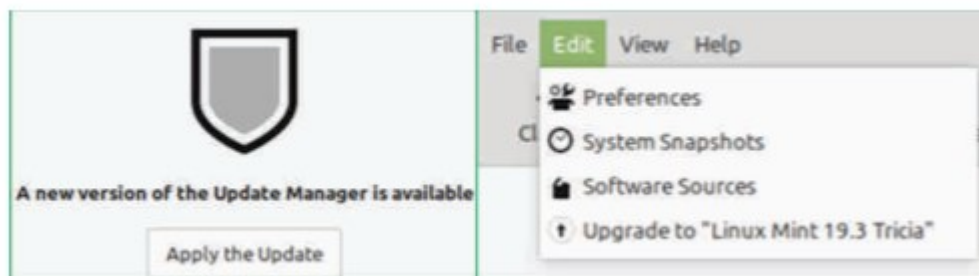 A new version of the Update Manager is available
Apply the Update
File Edit View Help
Preferences
System Snapshots
Software Sources
Upgrade to "Linux Mint 19.3 Tricia"